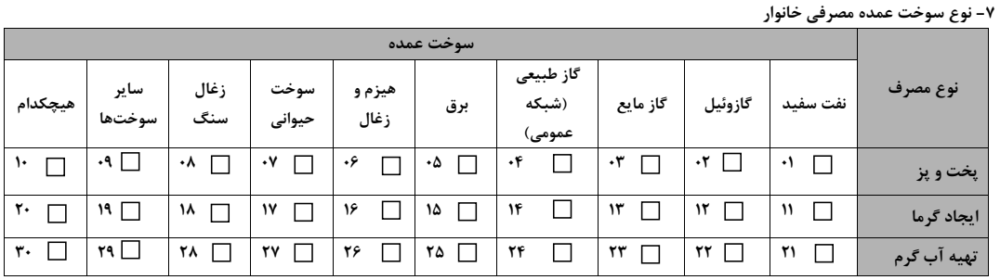 ۷- نوع سوخت عمده مصرفی خانوار
نوع مصرف سوخت عمده
نفت سفید گازوئیل گاز مایع گاز طبیعی (شبکه عمومی) برق هیزم و زغال سوخت حیوانی زغال سنگ سایر سوخت‌ها هیچکدام
پخت و پز ۰۱ ۰۲ ۰۳ ۰۴ ۰۵ ۰۶ ۰۷ ۰۸ ۰۹ ۱۰
ایجاد گرما ۱۱ ۱۲ ۱۳ ۱۴ ۱۵ ۱۶ ۱۷ ۱۸ ۱۹ ۲۰
تهیه آب گرم ۲۱ ۲۲ ۲۳ ۲۴ ۲۵ ۲۶ ۲۷ ۲۸ ۲۹ ۳۰